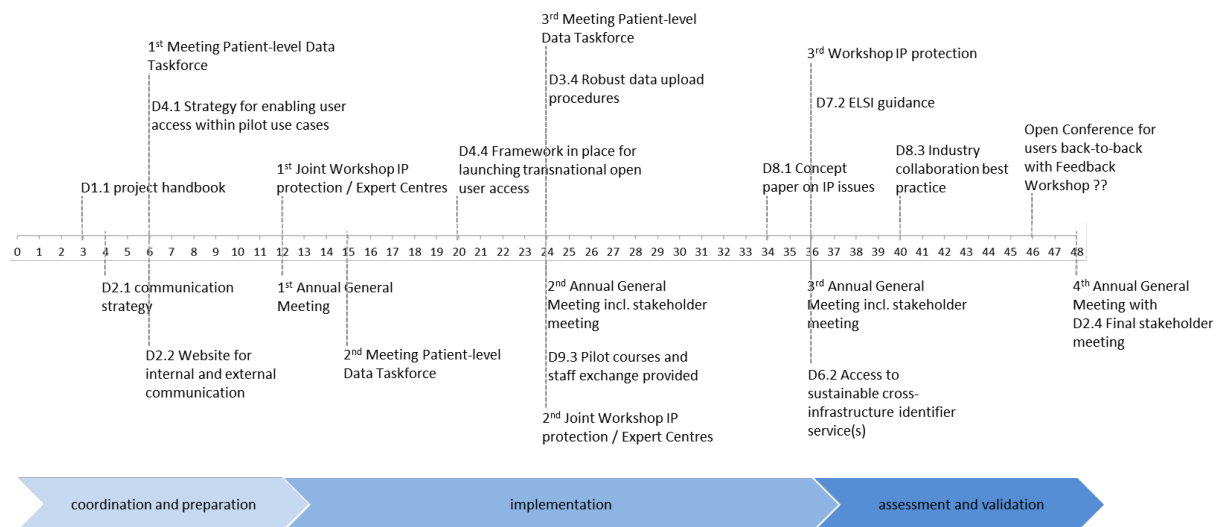 3rd Meeting Patient-level
Data Taskforce
1st Meeting Patient-level Data
Taskforce
3rd Workshop IP protection
D3.4 Robust data upload
procedures
D4.1 Strategy for enabling user
access within pilot use cases
D7.2 ELSI guidance
Open Conference for
users back-to-back
with Feedback
Workshop ??
D1.1 project handbook
1st Joint Workshop IP
protection / Expert Centres
D4.4 Framework in place for
launching transnational open
user access
D8.1 Concept
paper on IP issues
D8.3 Industry
collaboration best
practice
0 1 2 3 4 5 6 7 8 9 10 11 12 13 14 15 16 17 18 19 20 21 22 23 24 25 26 27 28 29 30 31 32 33 34 35 36 37 38 39 40 41 42 43 44 45 46 47 48
D2.1 communication
strategy
1st Annual General
Meeting
2nd Annual General
Meeting incl. stakeholder
meeting
3rd Annual General
Meeting incl. stakeholder
meeting
4th Annual General
Meeting with
D2.4 Final stakeholder
meeting
D2.2 Website for
internal and external
communication
2nd Meeting Patient-level
Data Taskforce
D9.3 Pilot courses and
staff exchange provided
D6.2 Access to
sustainable cross-
infrastructure identifier
service(s)
2nd Joint Workshop IP
protection / Expert Centres
coordination and preparation
implementation
assessment and validation